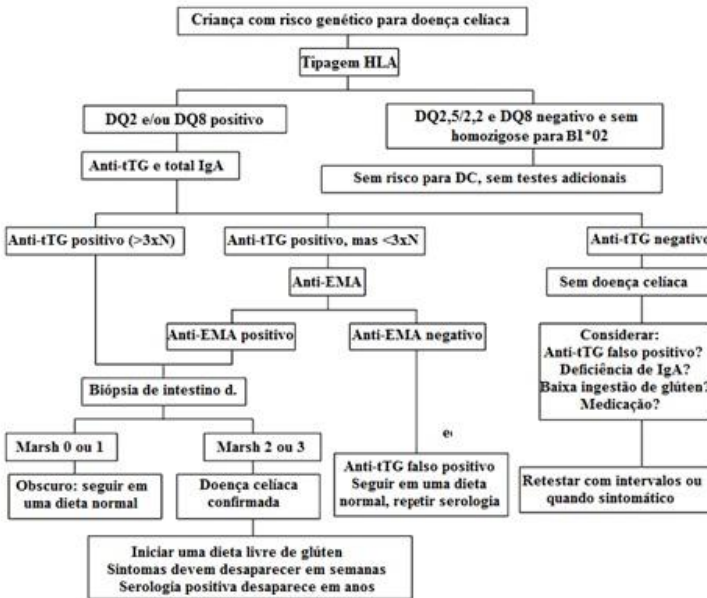 Criança com risco genético para doença celíaca
Tipagem HLA
DQ2 e/ou DQ8 positivo
DQ2,5/2,2 e DQ8 negativo e sem
homozigose para B1*02
Anti-tTG e total IgA
Sem risco para DC, sem testes adicionais
Anti-tTG positivo (>3xN)
Anti-tTG positivo, mas <3xN
Anti-tTG negativo
Anti-EMA
Sem doença celíaca
Anti-EMA positivo
Anti-EMA negativo
Considerar:
Anti-tTG falso positivo?
Deficiência de IgA?
Baixa ingestão de glúten?
Medicação?
Biópsia de intestino d.
Marsh 0 ou 1
Marsh 2 ou 3
Obscuro: seguir em
uma dieta normal
Doença celíaca
confirmada
Anti-tTG falso positivo
Seguir em uma dieta
normal, repetir serologia
Retestar com intervalos ou
quando sintomático
Iniciar uma dieta livre de glúten
Sintomas devem desaparecer em semanas
Serologia positiva desaparece em anos